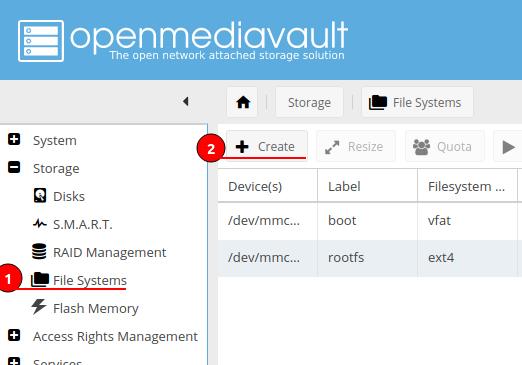 openmediavault
The open network attached storage solution
Storage
File Systems
System
Storage
Disks
S.M.A.R.T.
RAID Management
1
File Systems
Flash Memory
Access Rights Management
Services
2
Create
Resize
Quota
Device(s) Label Filesystem ...
/dev/mmc... boot vfat
/dev/mmc... rootfs ext4